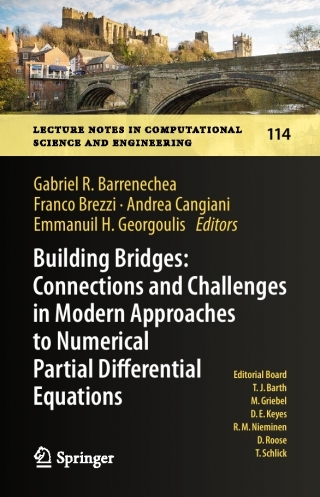 LECTURE NOTES IN COMPUTATIONAL
SCIENCE AND ENGINEERING
114
Gabriel R. Barrenechea
Franco Brezzi · Andrea Cangiani
Emmanuil H. Georgoulis Editors
Building Bridges:
Connections and Challenges
in Modern Approaches
to Numerical
Partial Differential
Equations
Editorial Board
T. J. Barth
M. Griebel
D. E. Keyes
R. M. Nieminen
D. Roose
T. Schlick
Springer